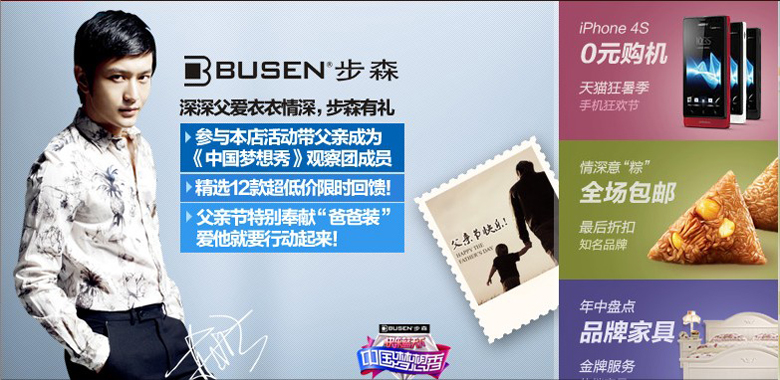 BUSEN® 步森
深深父爱衣衣情深，步森有礼
参与本店活动带父亲成为
《中国梦想秀》观察团成员
精选12款超低价限时回馈！
父亲节特别奉献“爸爸装”
爱他就要行动起来！
父亲节快乐！
HAPPY THE
FATHER'S DAY
BUSEN 步森
中国梦想秀
iPhone 4S
0元购机
天猫狂暑季
手机狂欢节
情深意“粽”
全场包邮
最后折扣
知名品牌
年中盘点
品牌家具
金牌服务